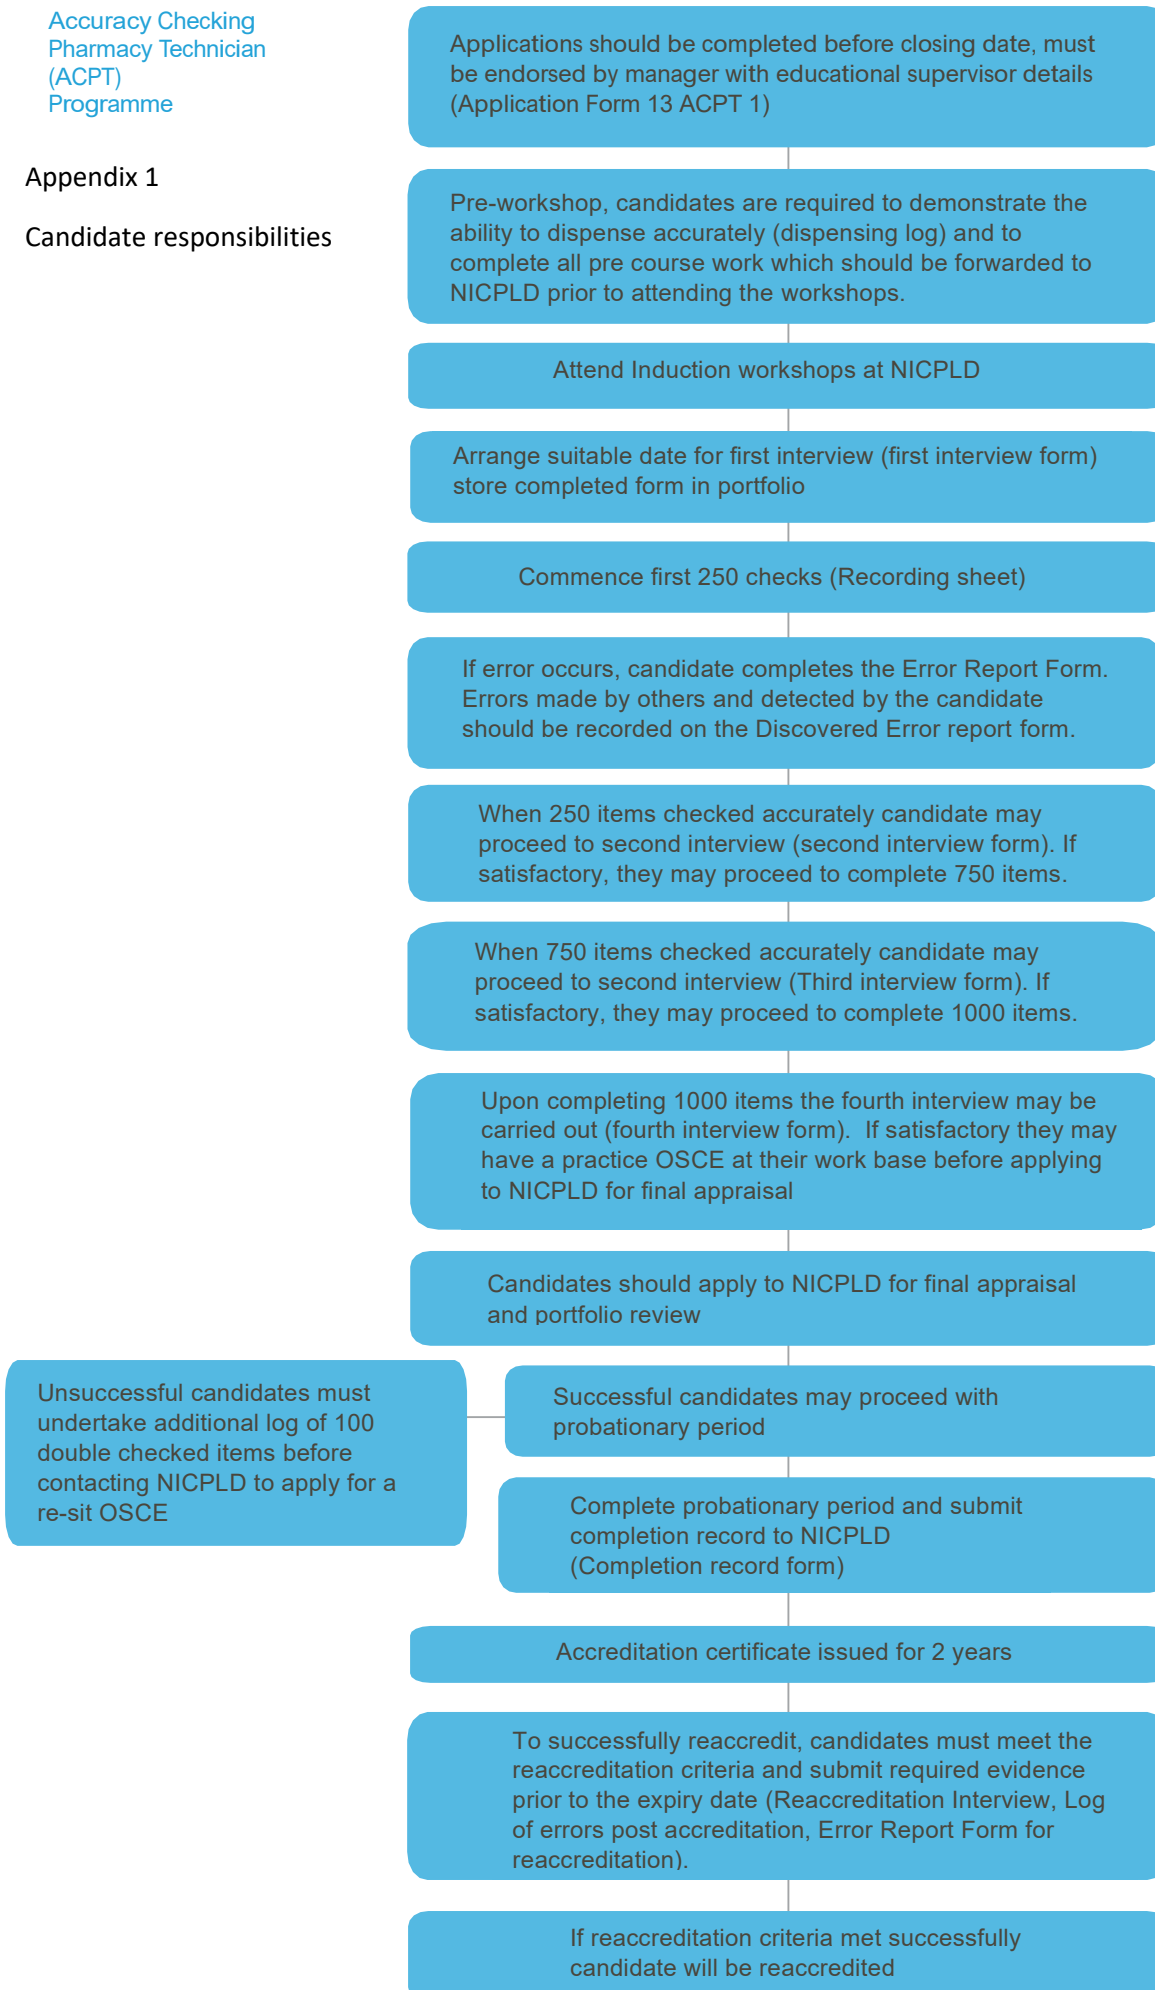 Accuracy Checking
Pharmacy Technician
(ACPT)
Programme
Appendix 1
Candidate responsibilities
Applications should be completed before closing date, must
be endorsed by manager with educational supervisor details
(Application Form 13 ACPT 1)
Pre-workshop, candidates are required to demonstrate the
ability to dispense accurately (dispensing log) and to
complete all pre course work which should be forwarded to
NICPLD prior to attending the workshops.
Attend Induction workshops at NICPLD
Arrange suitable date for first interview (first interview form)
store completed form in portfolio
Commence first 250 checks (Recording sheet)
If error occurs, candidate completes the Error Report Form.
Errors made by others and detected by the candidate
should be recorded on the Discovered Error report form.
When 250 items checked accurately candidate may
proceed to second interview (second interview form). If
satisfactory, they may proceed to complete 750 items.
When 750 items checked accurately candidate may
proceed to second interview (Third interview form). If
satisfactory, they may proceed to complete 1000 items.
Upon completing 1000 items the fourth interview may be
carried out (fourth interview form).  If satisfactory they may
have a practice OSCE at their work base before applying
to NICPLD for final appraisal
Candidates should apply to NICPLD for final appraisal
and portfolio review
Unsuccessful candidates must
undertake additional log of 100
double checked items before
contacting NICPLD to apply for a
re-sit OSCE
Successful candidates may proceed with
probationary period
Complete probationary period and submit
completion record to NICPLD
(Completion record form)
Accreditation certificate issued for 2 years
To successfully reaccredit, candidates must meet the
reaccreditation criteria and submit required evidence
prior to the expiry date (Reaccreditation Interview, Log
of errors post accreditation, Error Report Form for
reaccreditation).
If reaccreditation criteria met successfully
candidate will be reaccredited